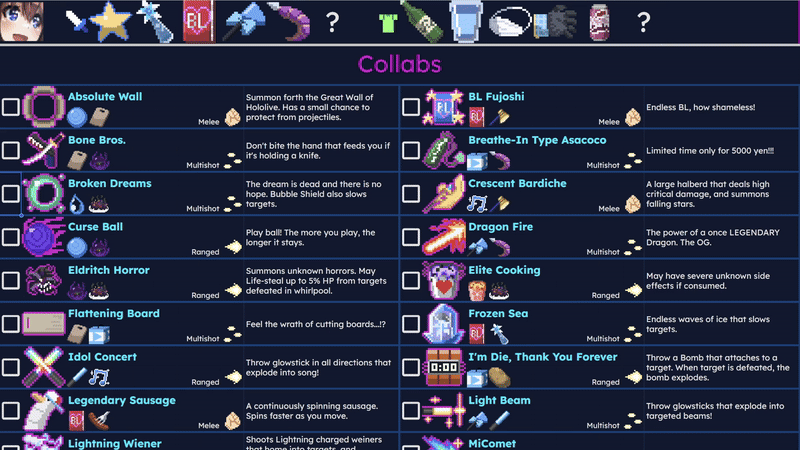 ?
?
Collabs
Absolute Wall
Melee
Summon forth the Great Wall of
Hololive. Has a small chance to
protect from projectiles.
BL
BL Fujoshi
BL
Melee
Endless BL, how shameless!
Bone Bros.
Multishot
Don't bite the hand that feeds you if
it's holding a knife.
Breathe-In Type Asacoco
Multishot
Limited time only for 5000 yen!!!
Broken Dreams
Multishot
The dream is dead and there is no
hope. Bubble Shield also slows
targets.
Crescent Bardiche
Melee
A large halberd that deals high
critical damage, and summons
falling stars.
Curse Ball
Ranged
Play ball! The more you play, the
longer it stays.
Dragon Fire
Multishot
The power of a once LEGENDARY
Dragon. The OG.
Eldritch Horror
Ranged
Summons unknown horrors. May
Life-steal up to 5% HP from targets
defeated in whirlpool.
Elite Cooking
Ranged
May have severe unknown side
effects if consumed.
Flattening Board
Multishot
Feel the wrath of cutting boards...!?
Frozen Sea
BL
Multishot
Endless waves of ice that slows
targets.
Idol Concert
Ranged
Throw glowstick in all directions that
explode into song!
0:00
I'm Die, Thank You Forever
Ranged
Throw a Bomb that attaches to a
target. When target is defeated, the
bomb explodes.
Legendary Sausage
BL
Melee
A continuously spinning sausage.
Spins faster as you move.
Light Beam
Multishot
Throw glowsticks that explode into
targeted beams!
Lightning Wiener
Shoots Lightning charged weiners
that home into targets, and
MiComet